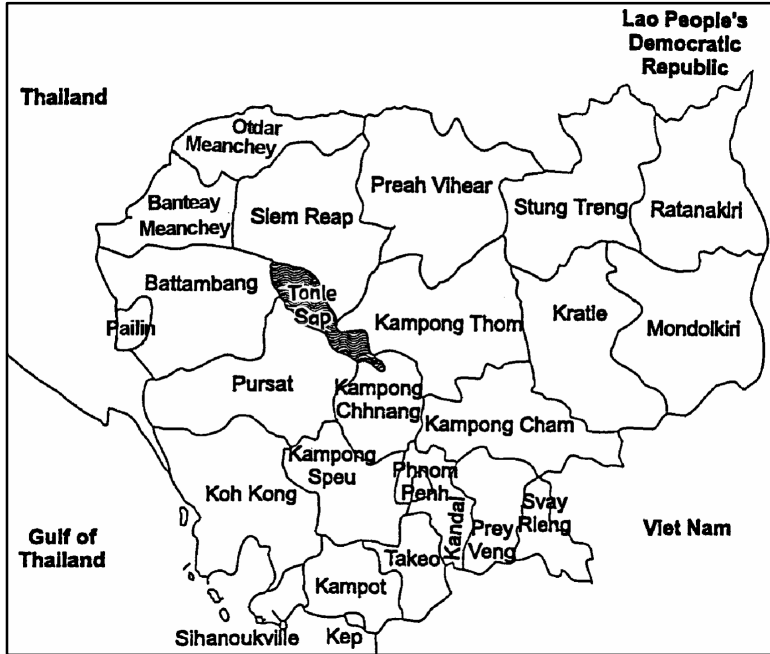 Lao People's
Democratic
Republic
Thailand
Otdar
Meanchey
Preah Vihear
Banteay
Meanchey
Siem Reap
Stung Treng
Ratanakiri
Battambang
Tonle
Sap
Pailin
Kampong Thom
Kratie
Mondolkiri
Pursat
Kampong
Chhnang
Kampong Cham
Kampong
Speu
Phnom
Penh
Koh Kong
Kandal
Prey
Veng
Svay
Rieng
Gulf of
Thailand
Viet Nam
Takeo
Kampot
Sihanoukville
Kep